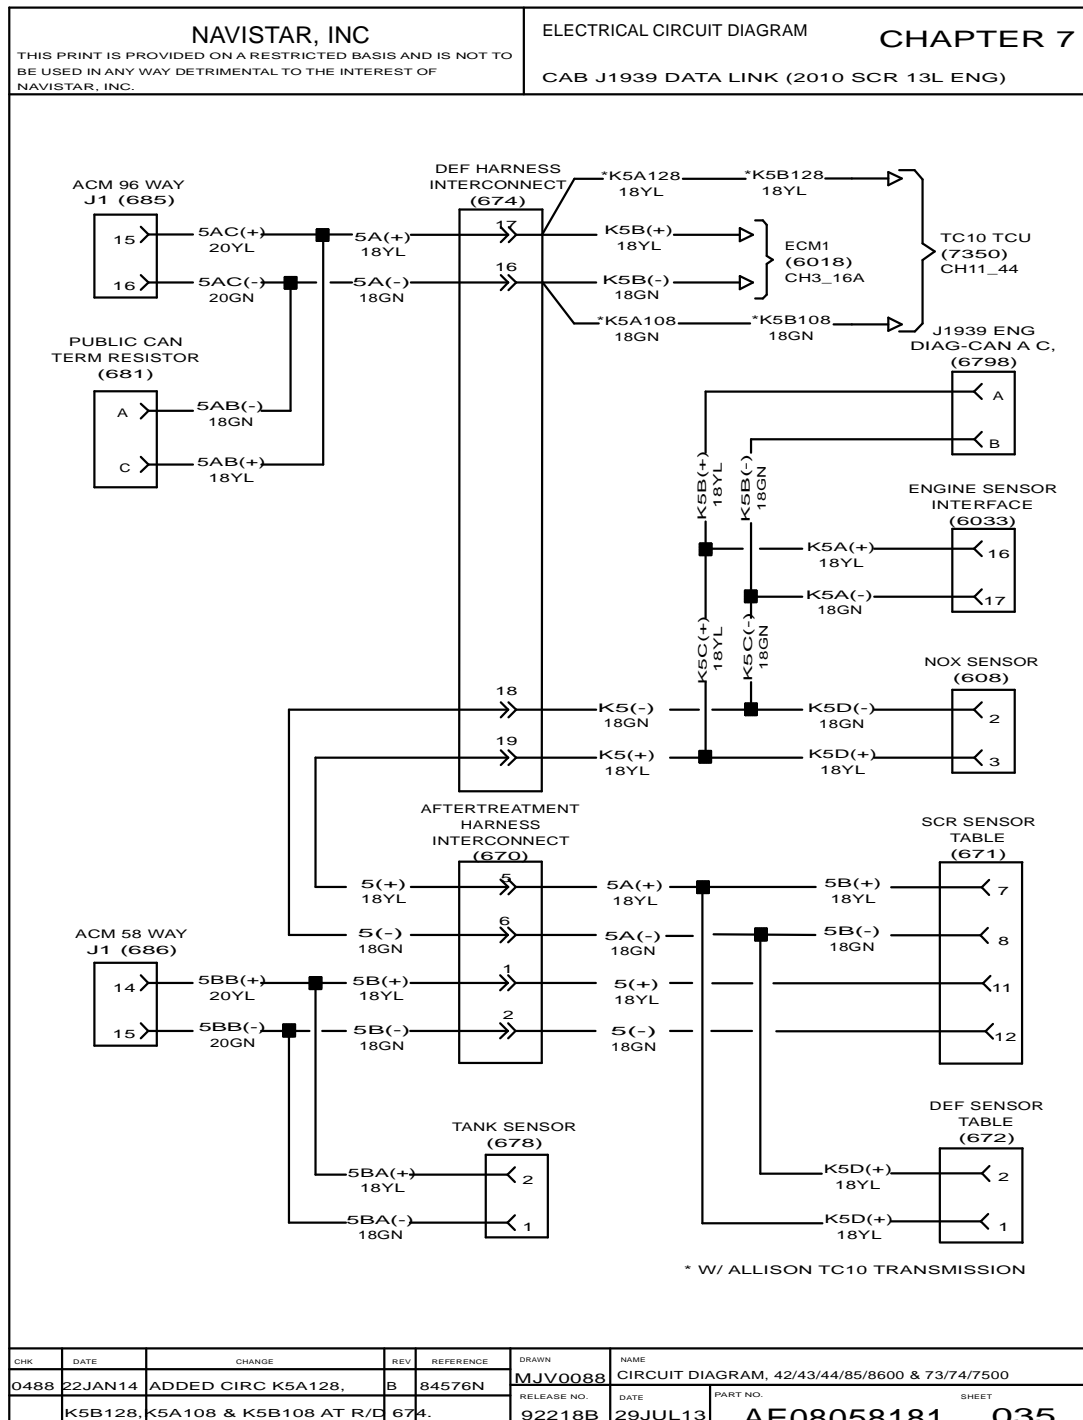 NAVISTAR, INC
THIS PRINT IS PROVIDED ON A RESTRICTED BASIS AND IS NOT TO
BE USED IN ANY WAY DETRIMENTAL TO THE INTEREST OF
NAVISTAR, INC.
ELECTRICAL CIRCUIT DIAGRAM
CHAPTER 7
CAB J1939 DATA LINK (2010 SCR 13L ENG)
ACM 96 WAY
J1 (685)
15
16
5AC(+)
20YL
5AC(-)
20GN
5A(+)
18YL
5A(-)
18GN
PUBLIC CAN
TERM RESISTOR
(681)
A
C
5AB(-)
18GN
5AB(+)
18YL
DEF HARNESS
INTERCONNECT
(674)
17
16
18
19
*K5A128
18YL
*K5B128
18YL
K5B(+)
18YL
K5B(-)
18GN
*K5A108
18GN
*K5B108
18GN
ECM1
(6018)
CH3_16A
TC10 TCU
(7350)
CH11_44
J1939 ENG
DIAG-CAN A C,
(6798)
A
B
K5B(+)
18YL
K5B(-)
18GN
ENGINE SENSOR
INTERFACE
(6033)
16
17
K5A(+)
18YL
K5A(-)
18GN
K5C(+)
18YL
K5C(-)
18GN
NOX SENSOR
(608)
2
3
K5(-)
18GN
K5D(-)
18GN
K5(+)
18YL
K5D(+)
18YL
AFTERTREATMENT
HARNESS
INTERCONNECT
(670)
5
6
1
2
5(+)
18YL
5(-)
18GN
5A(+)
18YL
5A(-)
18GN
5B(+)
18YL
5B(-)
18GN
SCR SENSOR
TABLE
(671)
7
8
11
12
ACM 58 WAY
J1 (686)
14
15
5BB(+)
20YL
5BB(-)
20GN
5B(+)
18YL
5B(-)
18GN
5(+)
18YL
5(-)
18GN
TANK SENSOR
(678)
2
1
5BA(+)
18YL
5BA(-)
18GN
DEF SENSOR
TABLE
(672)
2
1
K5D(+)
18YL
K5D(+)
18YL
* W/ ALLISON TC10 TRANSMISSION
CHK DATE CHANGE REV REFERENCE
0488 22JAN14 ADDED CIRC K5A128, B 84576N
K5B128, K5A108 & K5B108 AT R/D 674.
DRAWN
MJV0088
NAME
CIRCUIT DIAGRAM, 42/43/44/85/8600 & 73/74/7500
RELEASE NO.
92218B
DATE
29JUL13
PART NO.
AE08058181
SHEET
035